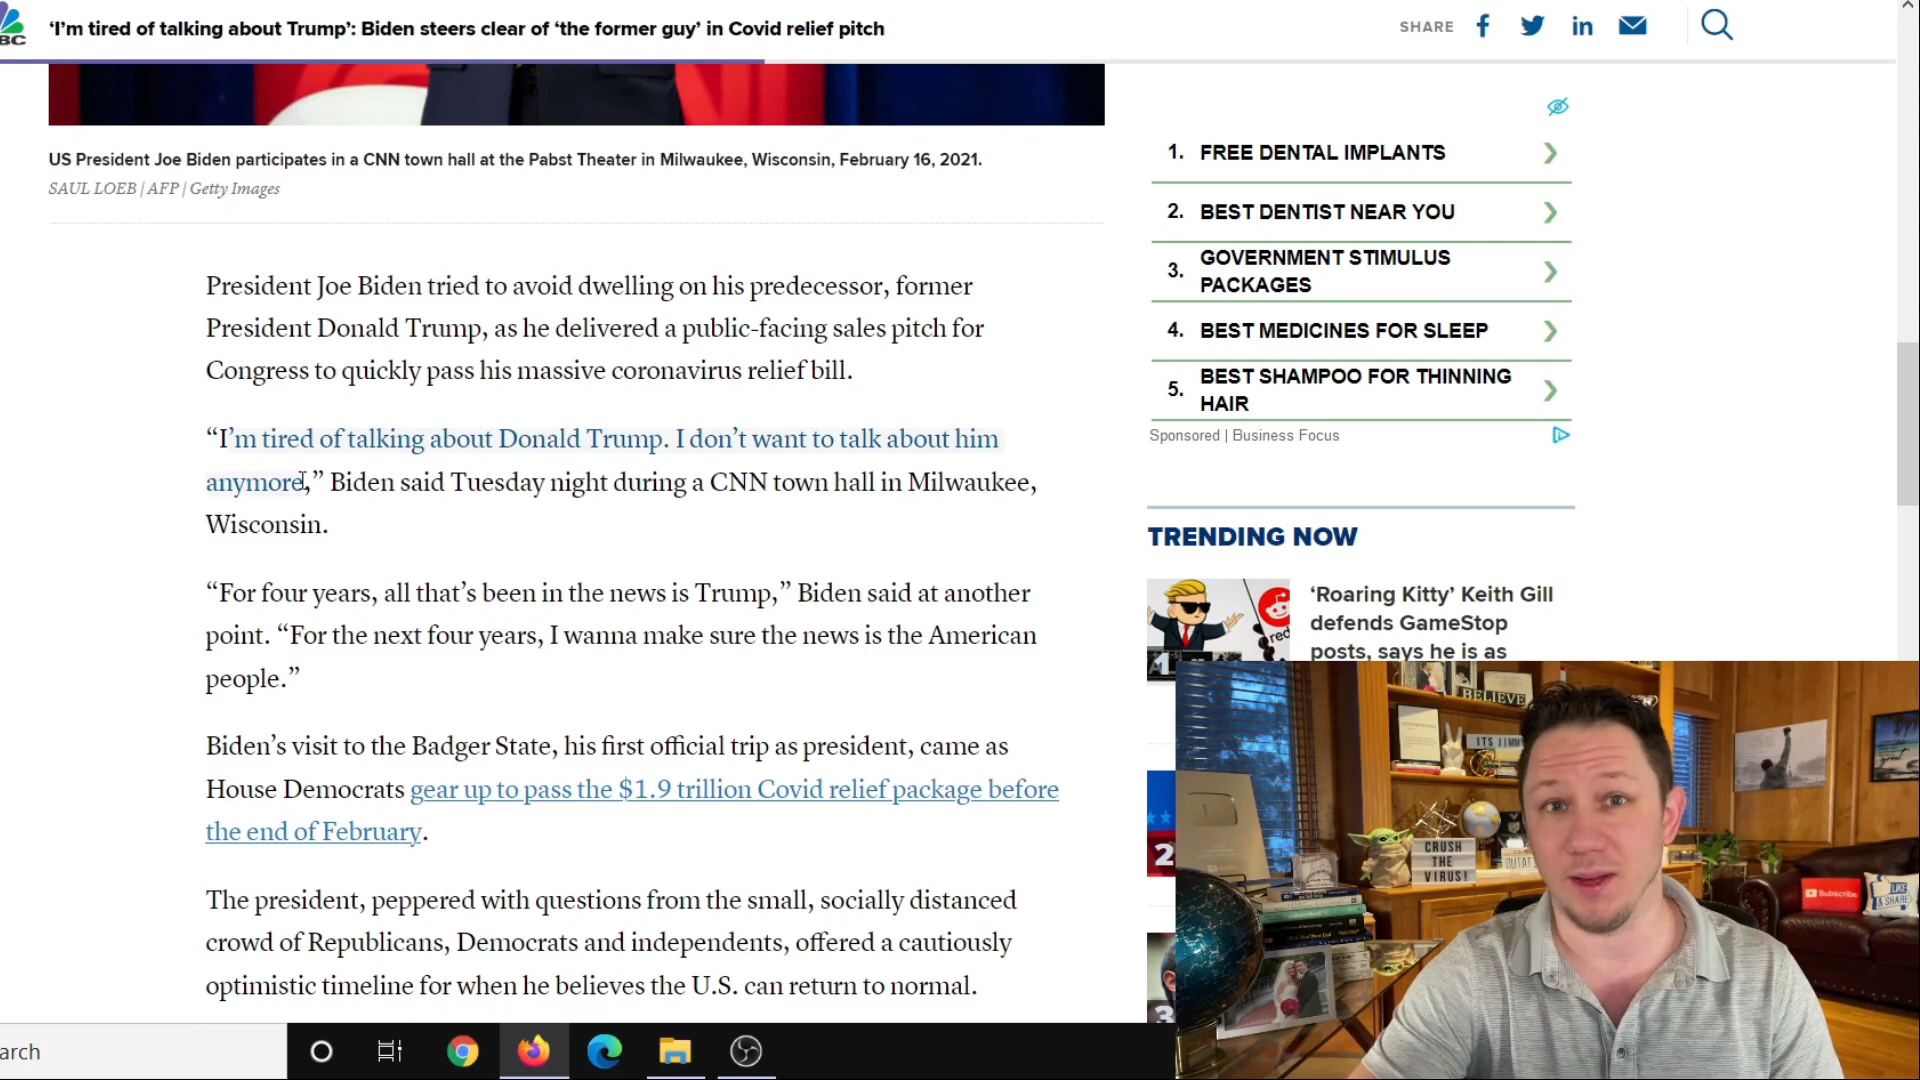 BC
‘I’m tired of talking about Trump’: Biden steers clear of ‘the former guy’ in Covid relief pitch
SHARE
US President Joe Biden participates in a CNN town hall at the Pabst Theater in Milwaukee, Wisconsin, February 16, 2021.
SAUL LOEB | AFP | Getty Images
President Joe Biden tried to avoid dwelling on his predecessor, former
President Donald Trump, as he delivered a public-facing sales pitch for
Congress to quickly pass his massive coronavirus relief bill.
“I’m tired of talking about Donald Trump. I don’t want to talk about him
anymore,” Biden said Tuesday night during a CNN town hall in Milwaukee,
Wisconsin.
“For four years, all that’s been in the news is Trump,” Biden said at another
point. “For the next four years, I wanna make sure the news is the American
people.”
Biden’s visit to the Badger State, his first official trip as president, came as
House Democrats gear up to pass the $1.9 trillion Covid relief package before
the end of February.
The president, peppered with questions from the small, socially distanced
crowd of Republicans, Democrats and independents, offered a cautiously
optimistic timeline for when he believes the U.S. can return to normal.
1. FREE DENTAL IMPLANTS
2. BEST DENTIST NEAR YOU
3. GOVERNMENT STIMULUS
PACKAGES
4. BEST MEDICINES FOR SLEEP
5. BEST SHAMPOO FOR THINNING
HAIR
Sponsored | Business Focus
TRENDING NOW
‘Roaring Kitty’ Keith Gill
defends GameStop
posts, says he is as
red
2
3
BELIEVE
ITS JIMM
CRUSH
THE
VIRUS!
Subscribe
LIKE
& SHARE
good
arch